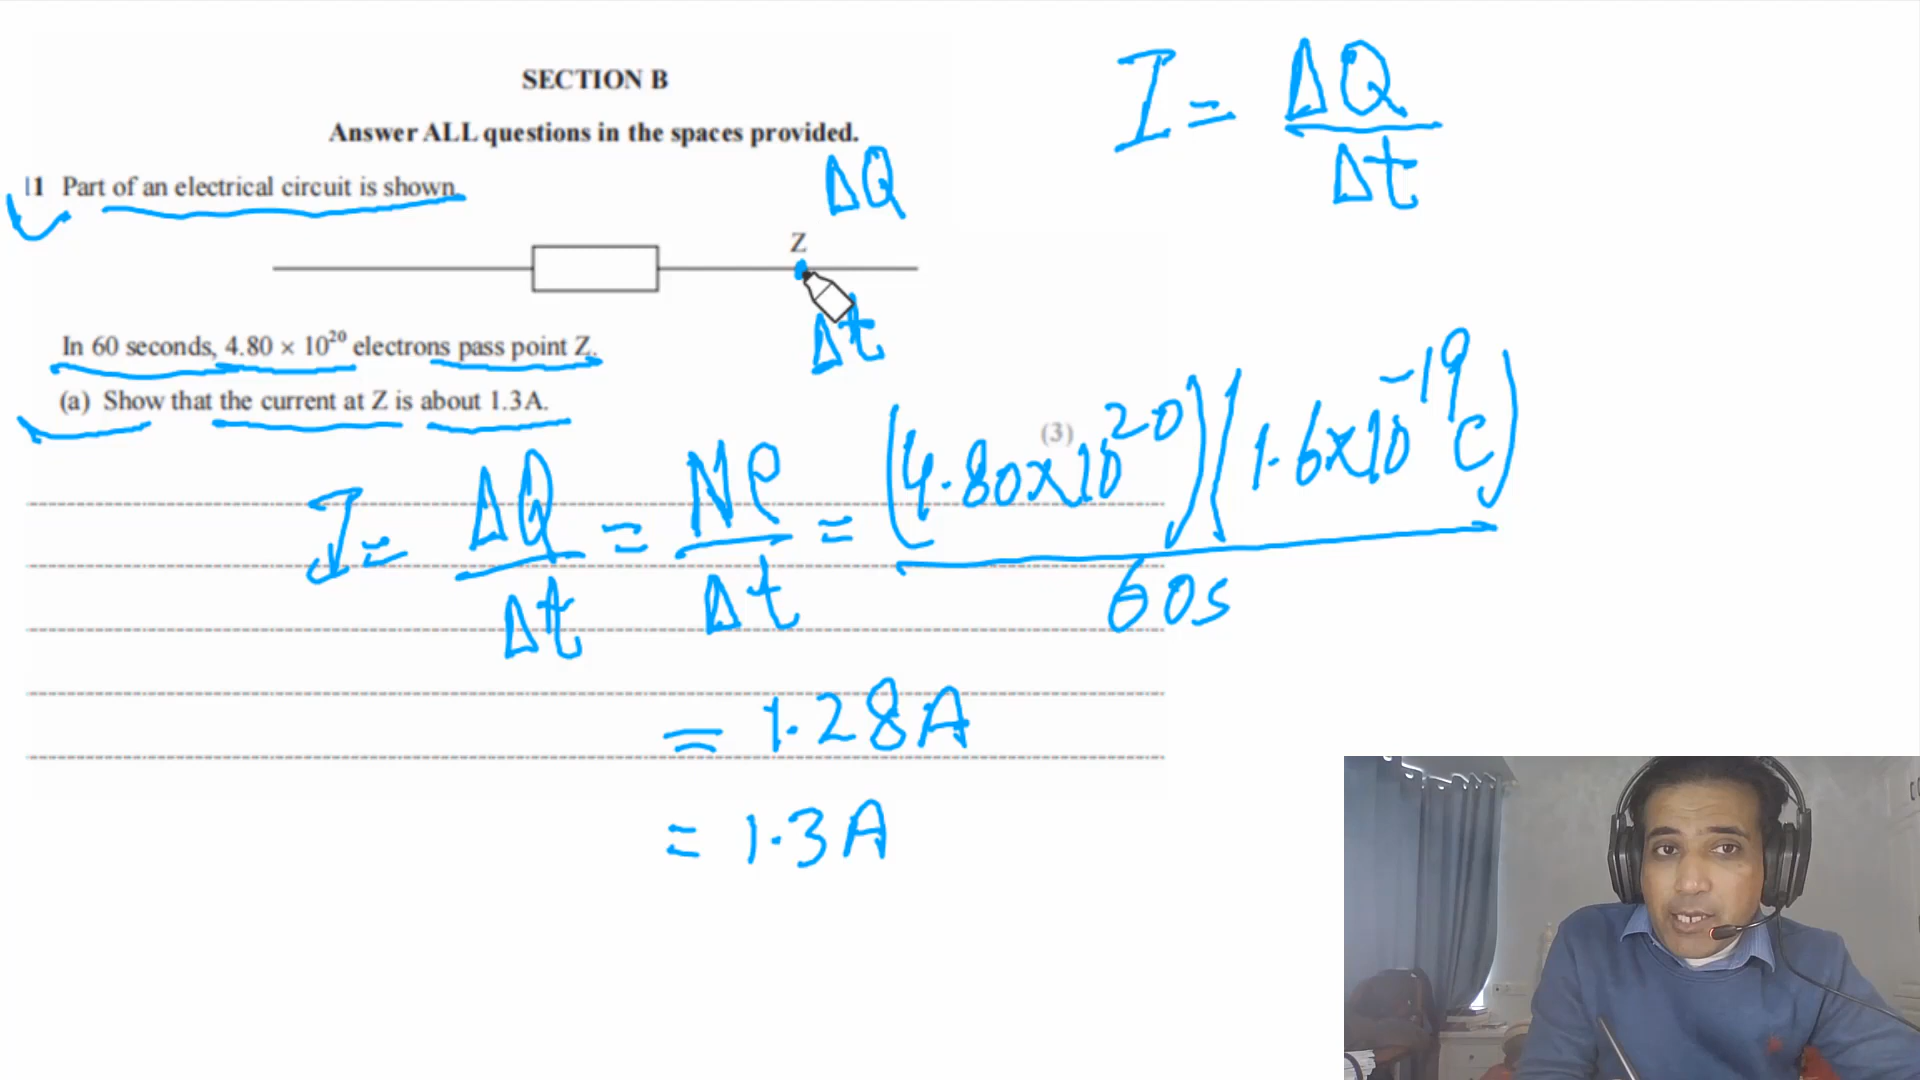 SECTION B
I = ΔQ / Δt
Answer ALL questions in the spaces provided.
11 Part of an electrical circuit is shown.
ΔQ
Z
Δt
In 60 seconds, 4.80 × 10²⁰ electrons pass point Z.
(a) Show that the current at Z is about 1.3A.
(3)
I = ΔQ / Δt = Ne / Δt = (4.80×10²⁰)(1.6×10⁻¹⁹C) / 60s
= 1.28A
= 1.3A